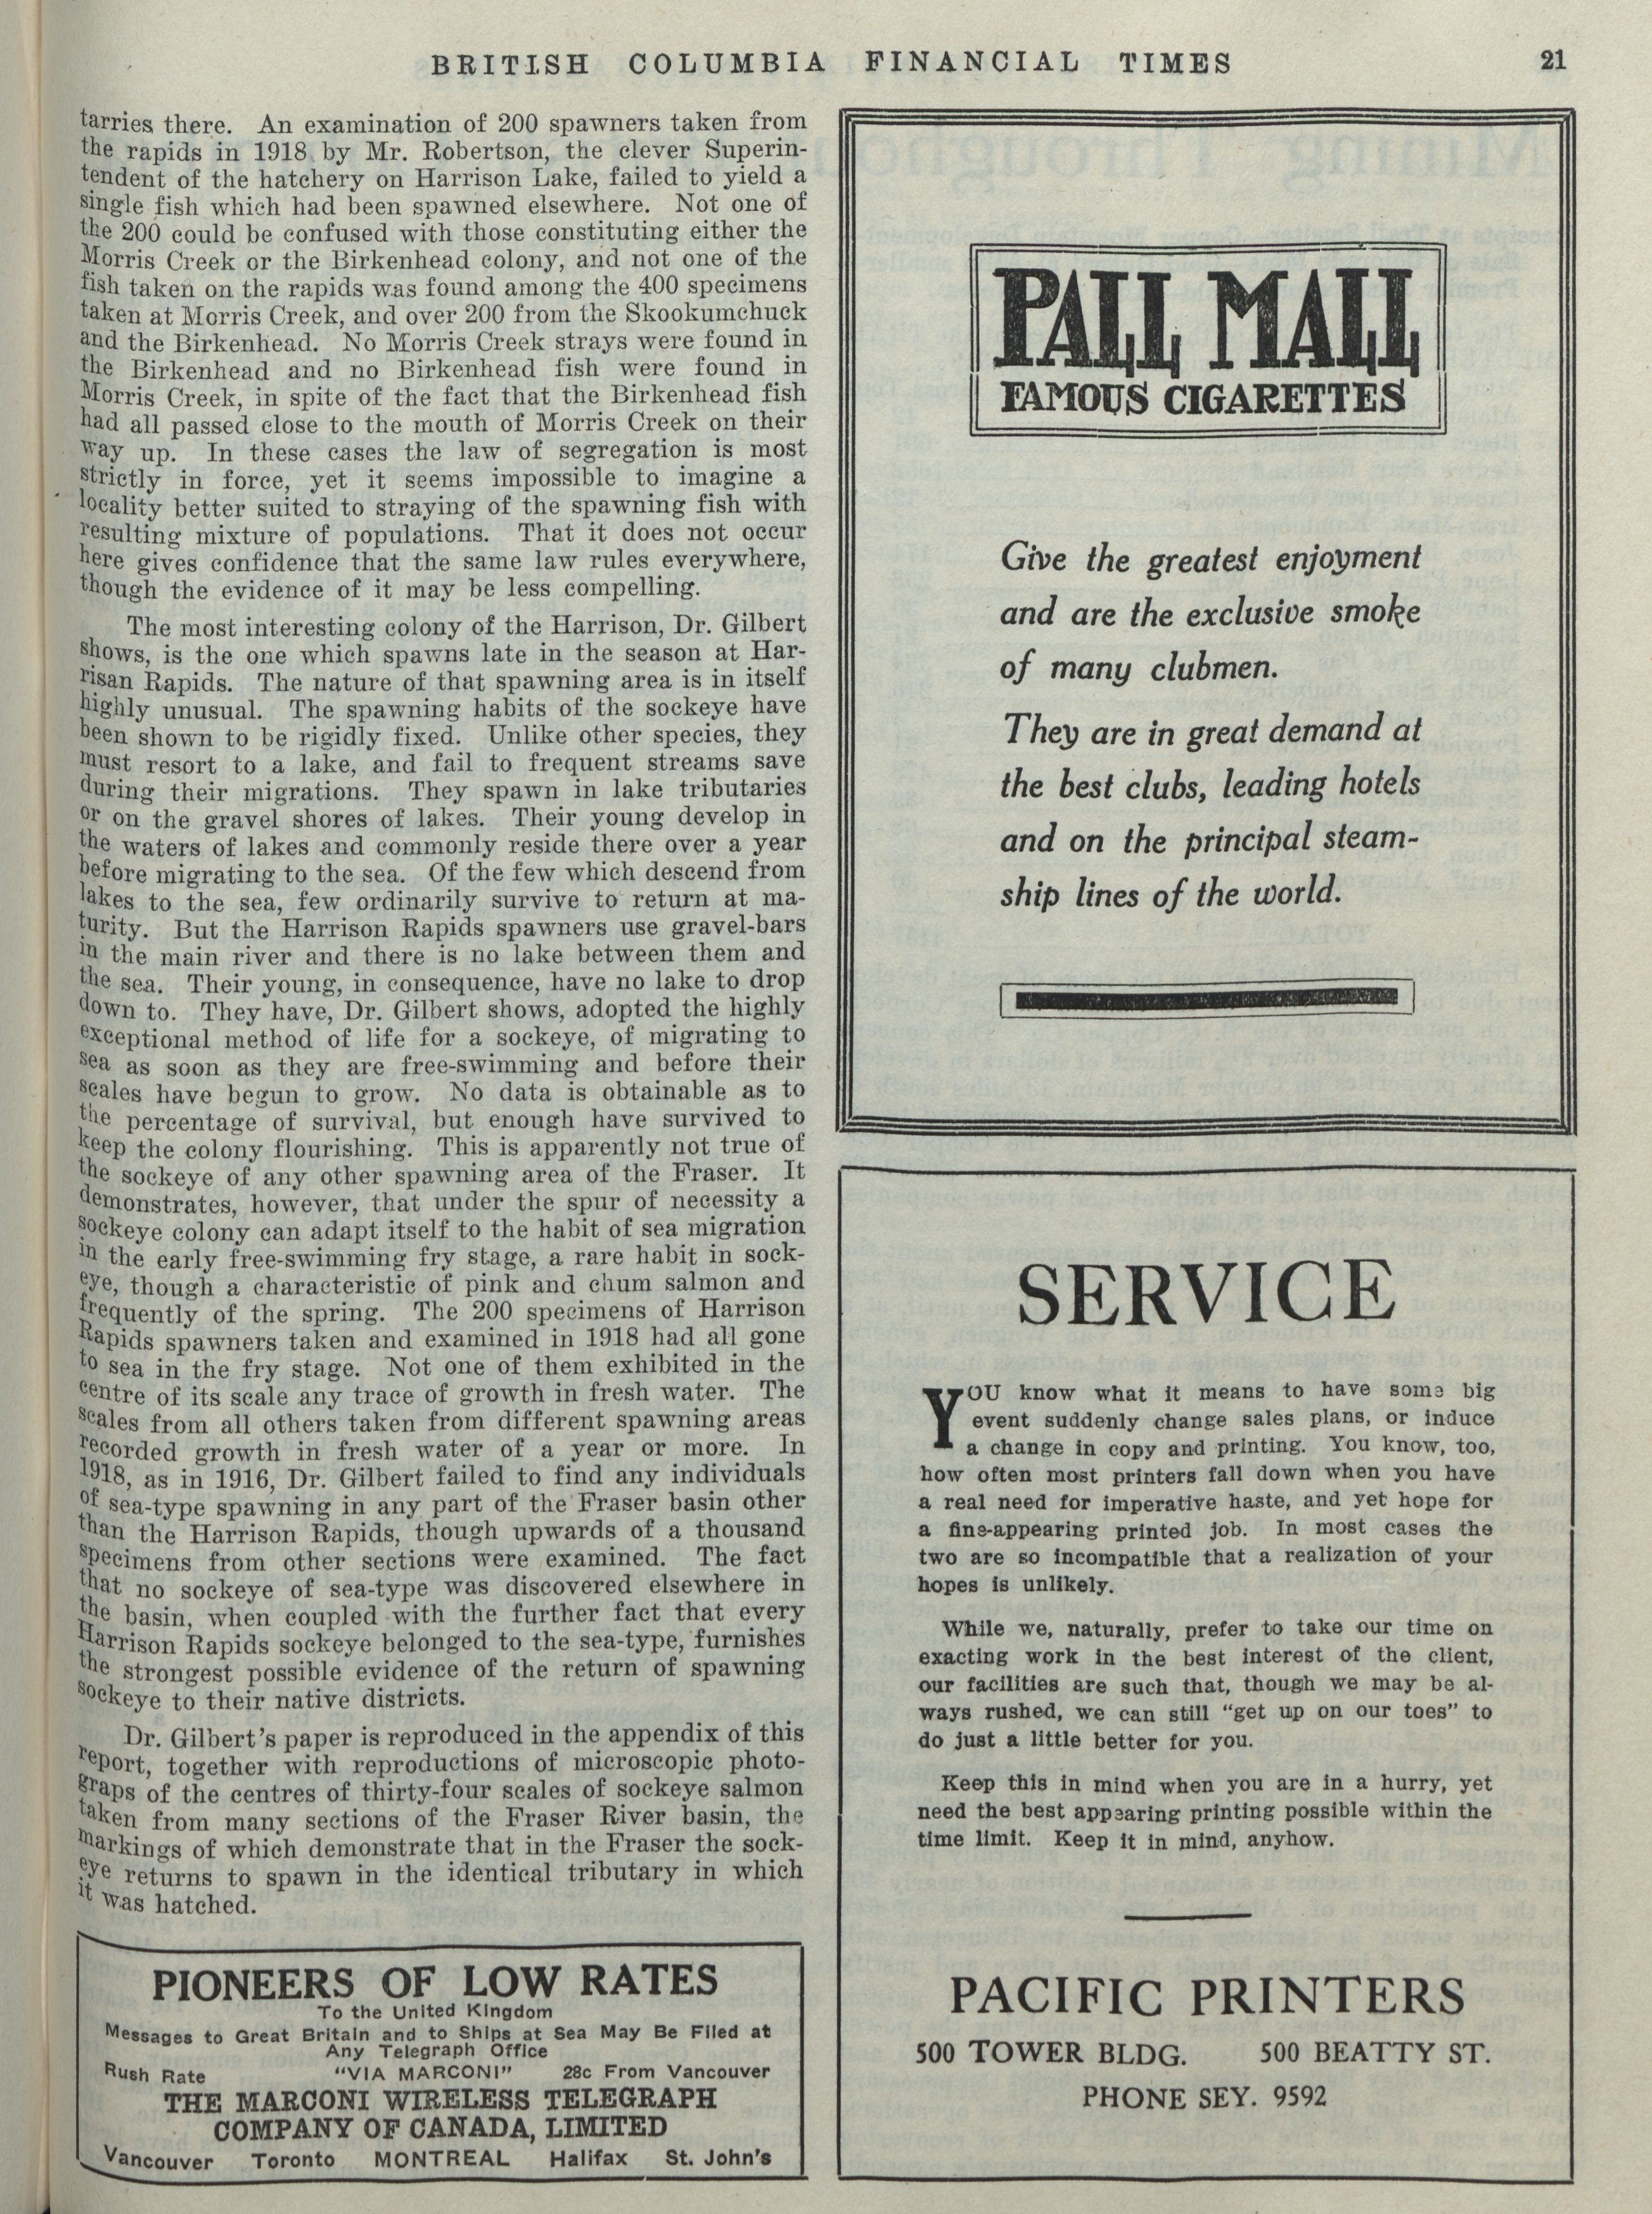 BRITISH COLUMBIA FINANCIAL TIMES 21
tarries there. An examination of 200 spawners taken from
the rapids in 1918 by Mr. Robertson, the clever Superin-
tendent of the hatchery on Harrison Lake, failed to yield a
single fish which had been spawned elsewhere. Not one of
the 200 could be confused with those constituting either the
Morris Creek or the Birkenhead colony, and not one of the
fish taken on the rapids was found among the 400 specimens
taken at Morris Creek, and over 200 from the Skookumchuck
and the Birkenhead. No Morris Creek strays were found in
the Birkenhead and no Birkenhead fish were found in
Morris Creek, in spite of the fact that the Birkenhead fish
had all passed close to the mouth of Morris Creek on their
way up. In these cases the law of segregation is most
strictly in force, yet it seems impossible to imagine a
locality better suited to straying of the spawning fish with
resulting mixture of populations. That it does not occur
here gives confidence that the same law rules everywhere,
though the evidence of it may be less compelling.
The most interesting colony of the Harrison, Dr. Gilbert
shows, is the one which spawns late in the season at Har-
risan Rapids. The nature of that spawning area is in itself
highly unusual. The spawning habits of the sockeye have
been shown to be rigidly fixed. Unlike other species, they
must resort to a lake, and fail to frequent streams save
during their migrations. They spawn in lake tributaries
or on the gravel shores of lakes. Their young develop in
the waters of lakes and commonly reside there over a year
before migrating to the sea. Of the few which descend from
lakes to the sea, few ordinarily survive to return at ma-
turity. But the Harrison Rapids spawners use gravel-bars
in the main river and there is no lake between them and
the sea. Their young, in consequence, have no lake to drop
down to. They have, Dr. Gilbert shows, adopted the highly
exceptional method of life for a sockeye, of migrating to
sea as soon as they are free-swimming and before their
scales have begun to grow. No data is obtainable as to
the percentage of survival, but enough have survived to
keep the colony flourishing. This is apparently not true of
the sockeye of any other spawning area of the Fraser. It
demonstrates, however, that under the spur of necessity a
sockeye colony can adapt itself to the habit of sea migration
in the early free-swimming fry stage, a rare habit in sock-
eye, though a characteristic of pink and chum salmon and
frequently of the spring. The 200 specimens of Harrison
Rapids spawners taken and examined in 1918 had all gone
to sea in the fry stage. Not one of them exhibited in the
centre of its scale any trace of growth in fresh water. The
scales from all others taken from different spawning areas
recorded growth in fresh water of a year or more. In
1918, as in 1916, Dr. Gilbert failed to find any individuals
of sea-type spawning in any part of the Fraser basin other
than the Harrison Rapids, though upwards of a thousand
specimens from other sections were examined. The fact
that no sockeye of sea-type was discovered elsewhere in
the basin, when coupled with the further fact that every
Harrison Rapids sockeye belonged to the sea-type, furnishes
the strongest possible evidence of the return of spawning
sockeye to their native districts.
Dr. Gilbert's paper is reproduced in the appendix of this
report, together with reproductions of microscopic photo-
graps of the centres of thirty-four scales of sockeye salmon
taken from many sections of the Fraser River basin, the
markings of which demonstrate that in the Fraser the sock-
eye returns to spawn in the identical tributary in which
it was hatched.
PIONEERS OF LOW RATES
To the United Kingdom
Messages to Great Britain and to Ships at Sea May Be Filed at
Any Telegraph Office
Rush Rate "VIA MARCONI" 28c From Vancouver
THE MARCONI WIRELESS TELEGRAPH
COMPANY OF CANADA, LIMITED
Vancouver Toronto MONTREAL Halifax St. John's
PALL MALL
FAMOUS CIGARETTES
Give the greatest enjoyment
and are the exclusive smoke
of many clubmen.
They are in great demand at
the best clubs, leading hotels
and on the principal steam-
ship lines of the world.
SERVICE
YOU know what it means to have some big
event suddenly change sales plans, or induce
a change in copy and printing. You know, too,
how often most printers fall down when you have
a real need for imperative haste, and yet hope for
a fine-appearing printed job. In most cases the
two are so incompatible that a realization of your
hopes is unlikely.
While we, naturally, prefer to take our time on
exacting work in the best interest of the client,
our facilities are such that, though we may be al-
ways rushed, we can still "get up on our toes" to
do just a little better for you.
Keep this in mind when you are in a hurry, yet
need the best appearing printing possible within the
time limit. Keep it in mind, anyhow.
PACIFIC PRINTERS
500 TOWER BLDG. 500 BEATTY ST.
PHONE SEY. 9592